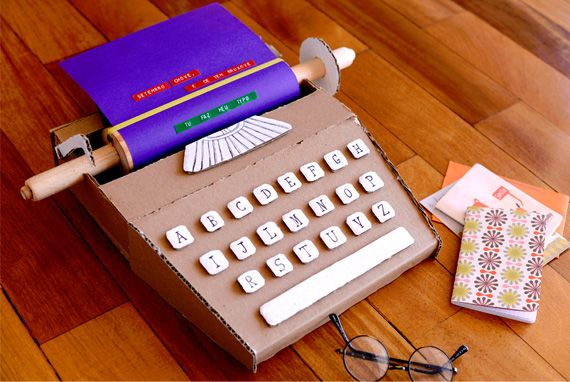 SETEMBRO CHOVE,
TU FAZ MEU TIPO
A B C D E F G H
I J L M N O P
R S T U V Z